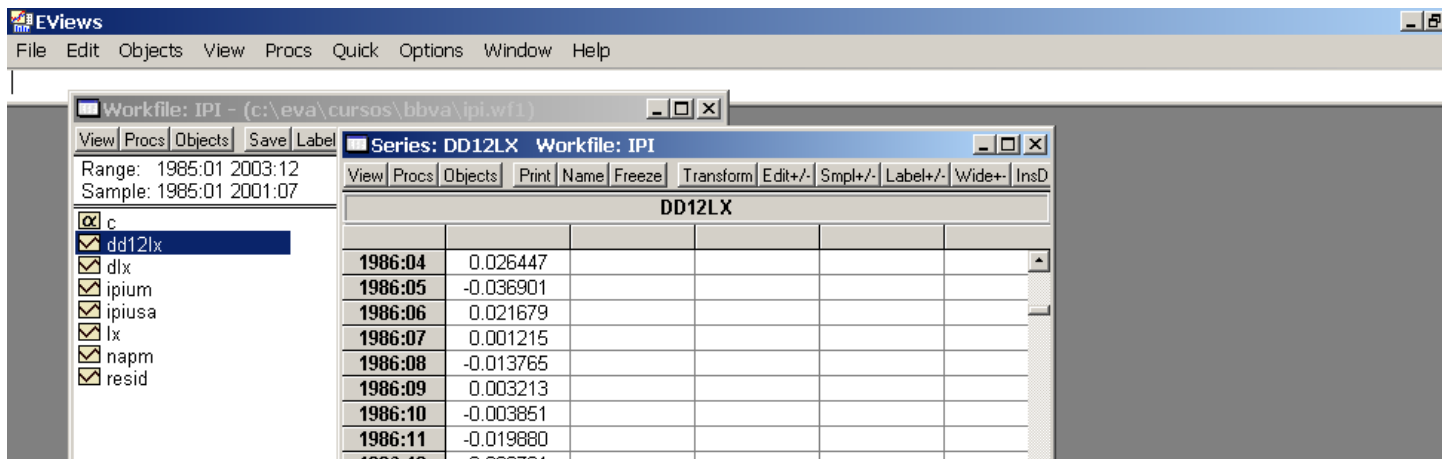 EViews
File Edit Objects View Procs Quick Options Window Help
Workfile: IPI - (c:\eva\cursos\bbva\ipi.wf1)
View Procs Objects Save Label
Range: 1985:01 2003:12
Sample: 1985:01 2001:07
c
dd12lx
dlx
ipium
ipiusa
lx
napm
resid
Series: DD12LX Workfile: IPI
View Procs Objects Print Name Freeze Transform Edit+/- Smpl+/- Label+/- Wide+- InsD
DD12LX
1986:04 0.026447
1986:05 -0.036901
1986:06 0.021679
1986:07 0.001215
1986:08 -0.013765
1986:09 0.003213
1986:10 -0.003851
1986:11 -0.019880